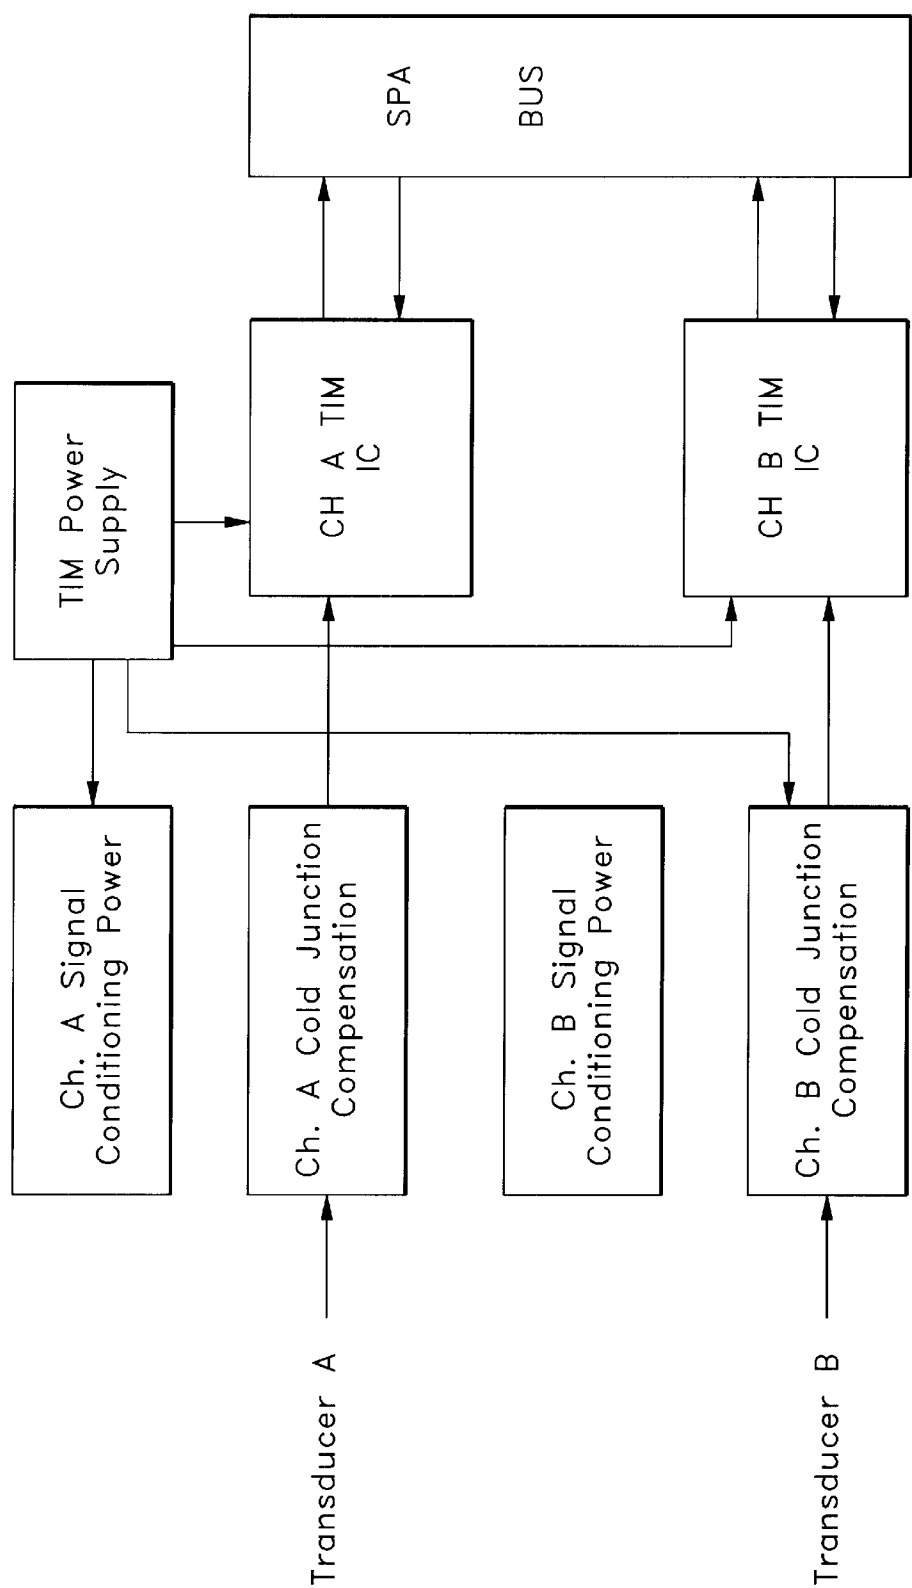 TIM Power
Supply
SPA
BUS
Ch. A Signal
Conditioning Power
CH A TIM
IC
Transducer A
Ch. A Cold Junction
Compensation
Ch. B Signal
Conditioning Power
CH B TIM
IC
Transducer B
Ch. B Cold Junction
Compensation